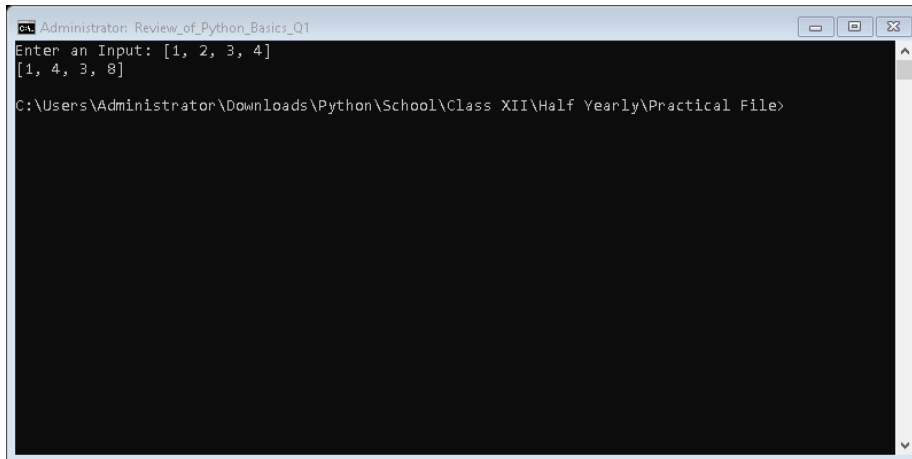 Administrator: Review_of_Python_Basics_Q1
Enter an Input: [1, 2, 3, 4]
[1, 4, 3, 8]
C:\Users\Administrator\Downloads\Python\School\Class XII\Half Yearly\Practical File>